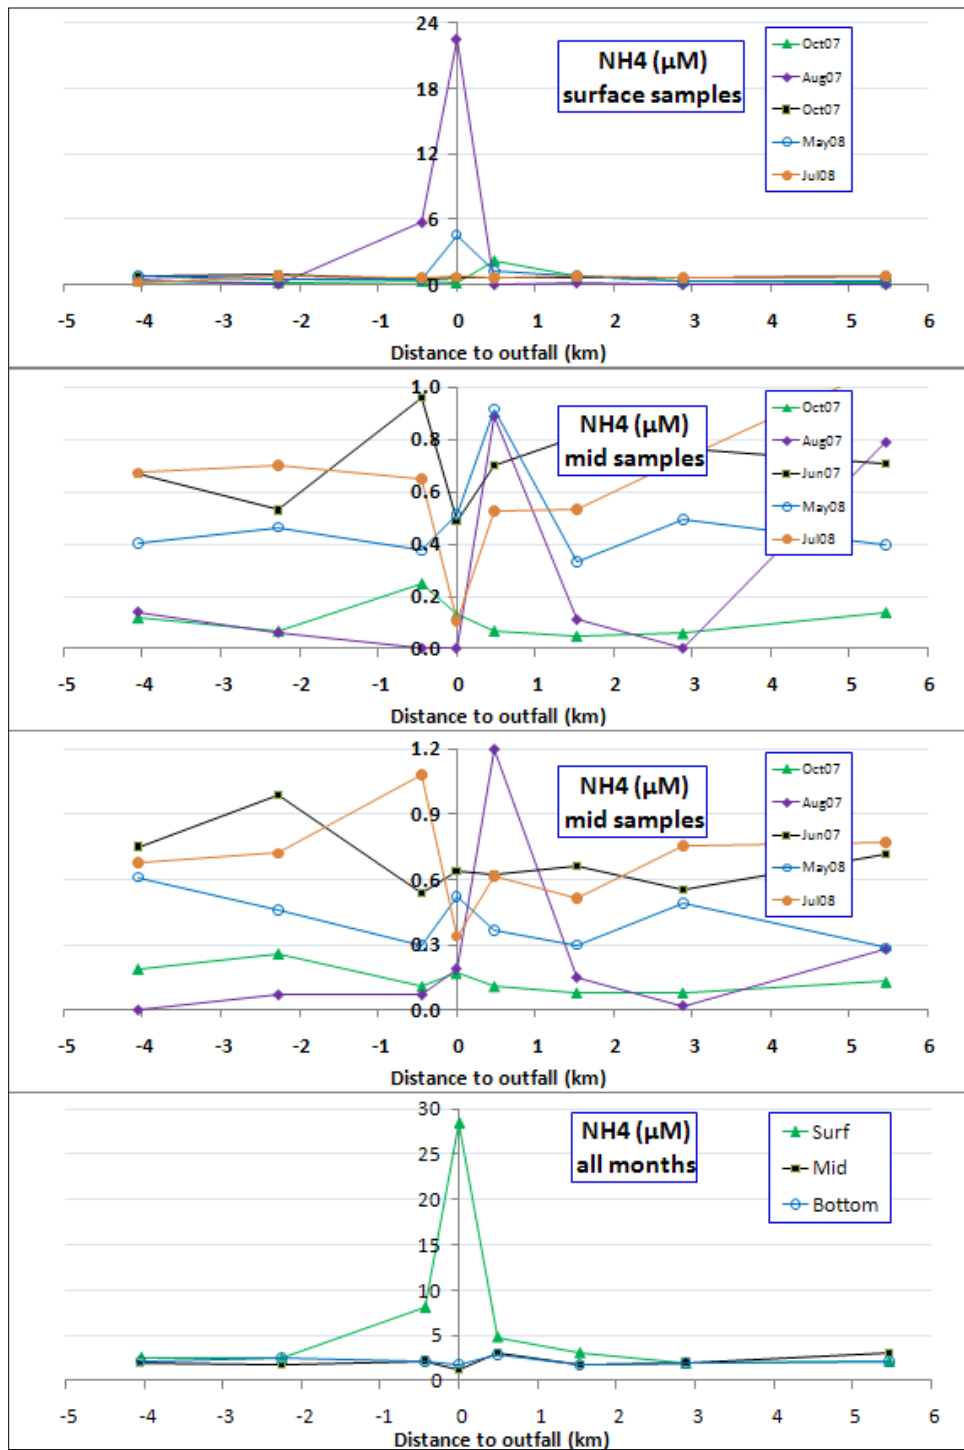 24
18
12
6
0
NH4 (µM)
surface samples
Oct07
Aug07
Oct07
May08
Jul08
-5 -4 -3 -2 -1 0 1 2 3 4 5 6
Distance to outfall (km)
1.0
0.8
0.6
0.4
0.2
0.0
NH4 (µM)
mid samples
Oct07
Aug07
Jun07
May08
Jul08
-5 -4 -3 -2 -1 0 1 2 3 4 5 6
Distance to outfall (km)
1.2
0.9
0.6
0.3
0.0
NH4 (µM)
mid samples
Oct07
Aug07
Jun07
May08
Jul08
-5 -4 -3 -2 -1 0 1 2 3 4 5 6
Distance to outfall (km)
30
25
20
15
10
5
0
NH4 (µM)
all months
Surf
Mid
Bottom
-5 -4 -3 -2 -1 0 1 2 3 4 5 6
Distance to outfall (km)